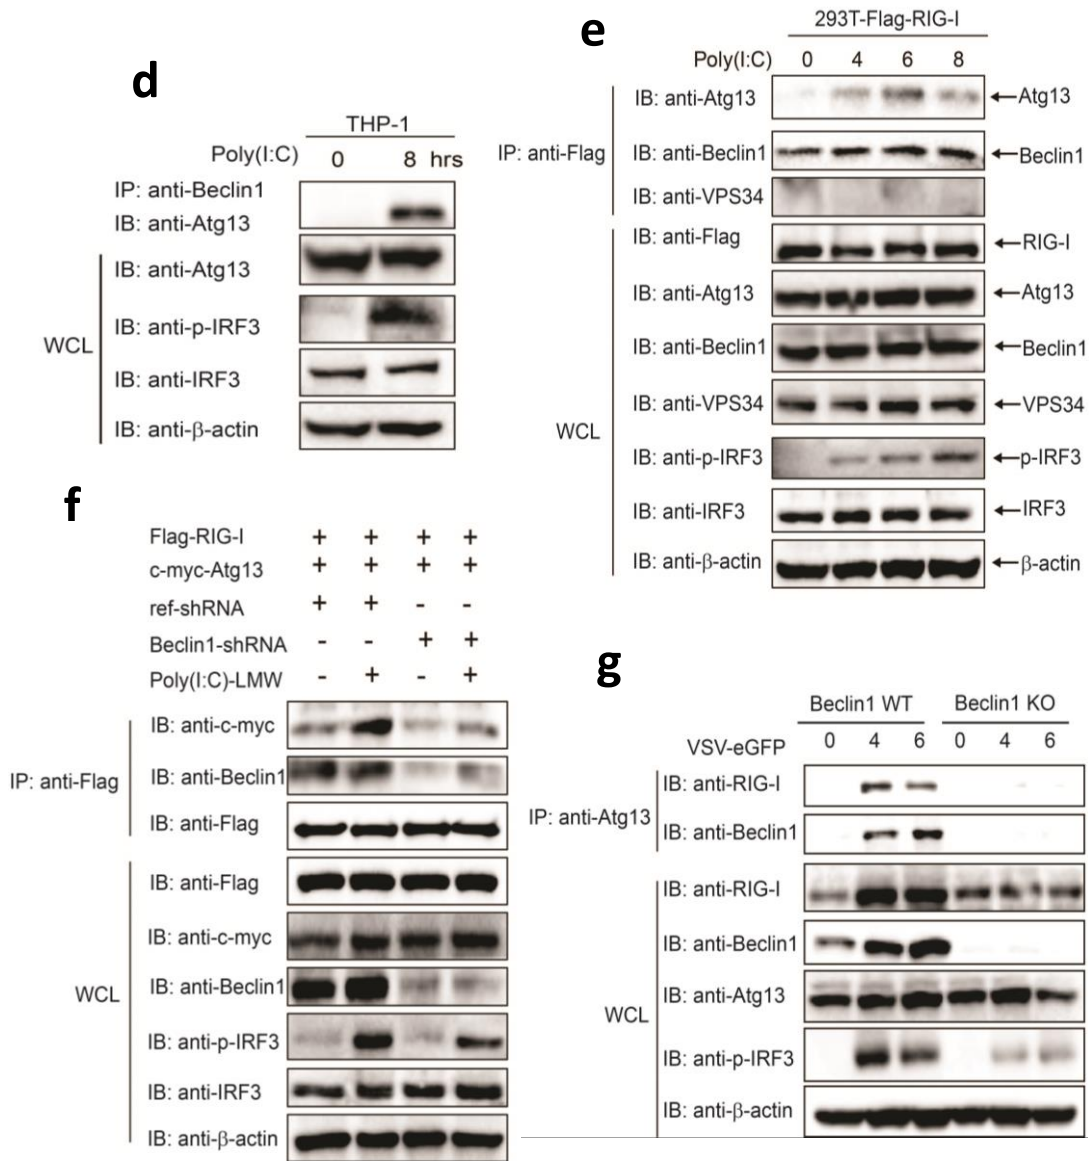 d
THP-1
Poly(I:C) 0 8 hrs
IP: anti-Beclin1
IB: anti-Atg13
IB: anti-Atg13
IB: anti-p-IRF3
WCL
IB: anti-IRF3
IB: anti-β-actin
e
293T-Flag-RIG-I
Poly(I:C) 0 4 6 8
IB: anti-Atg13 Atg13
IP: anti-Flag IB: anti-Beclin1 Beclin1
IB: anti-VPS34
IB: anti-Flag RIG-I
IB: anti-Atg13 Atg13
IB: anti-Beclin1 Beclin1
IB: anti-VPS34 VPS34
WCL
IB: anti-p-IRF3 p-IRF3
IB: anti-IRF3 IRF3
IB: anti-β-actin β-actin
f
Flag-RIG-I + + + +
c-myc-Atg13 + + + +
ref-shRNA + + - -
Beclin1-shRNA - - + +
Poly(I:C)-LMW - + - +
IB: anti-c-myc
IP: anti-Flag IB: anti-Beclin1
IB: anti-Flag
IB: anti-Flag
IB: anti-c-myc
WCL IB: anti-Beclin1
IB: anti-p-IRF3
IB: anti-IRF3
IB: anti-β-actin
g
Beclin1 WT Beclin1 KO
VSV-eGFP 0 4 6 0 4 6
IB: anti-RIG-I
IP: anti-Atg13
IB: anti-Beclin1
IB: anti-RIG-I
IB: anti-Beclin1
IB: anti-Atg13
WCL
IB: anti-p-IRF3
IB: anti-β-actin